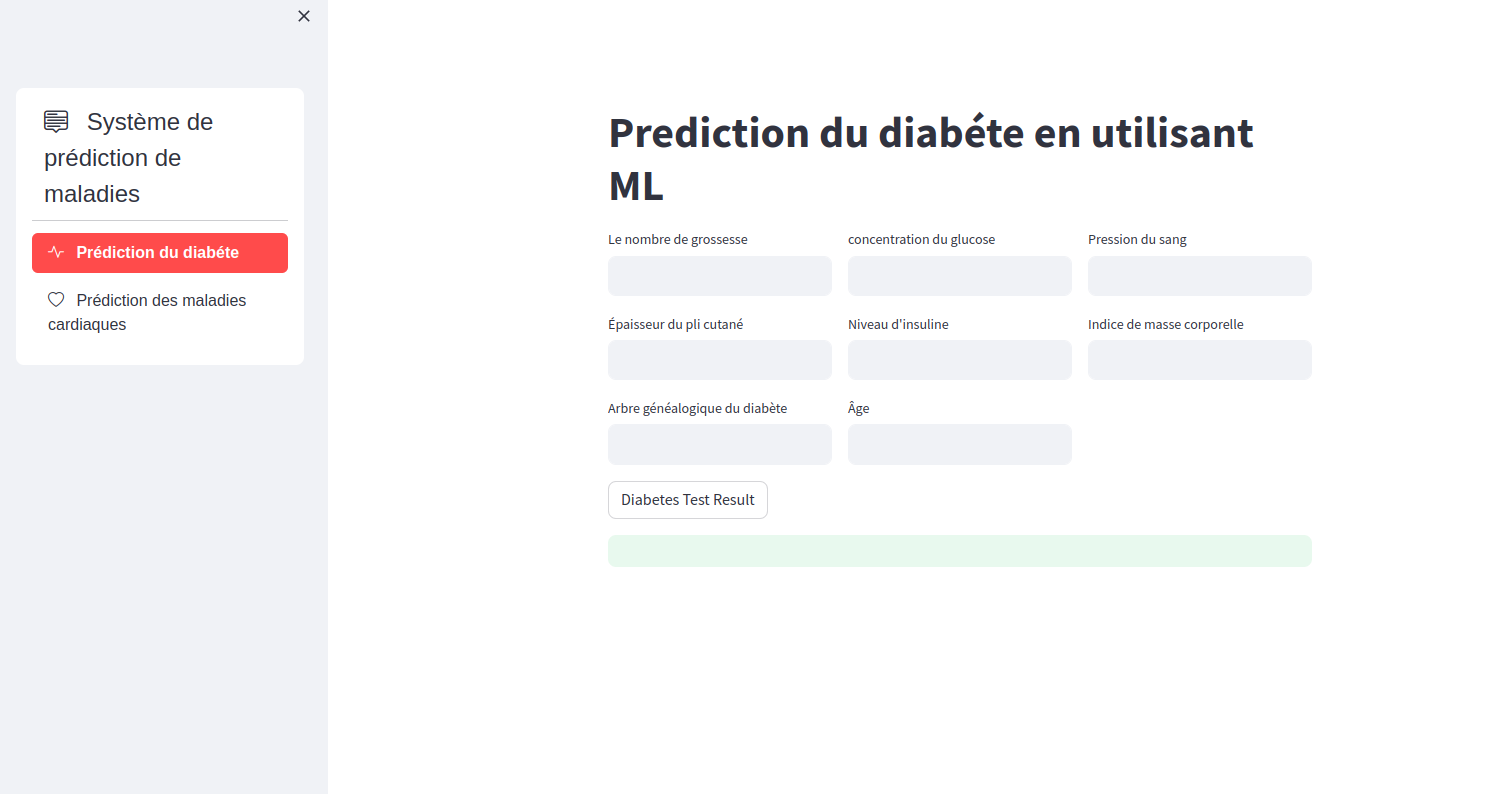 Système de
prédiction de
maladies
Prédiction du diabéte
Prédiction des maladies
cardiaques
Prediction du diabéte en utilisant
ML
Le nombre de grossesse
concentration du glucose
Pression du sang
Épaisseur du pli cutané
Niveau d'insuline
Indice de masse corporelle
Arbre généalogique du diabète
Âge
Diabetes Test Result